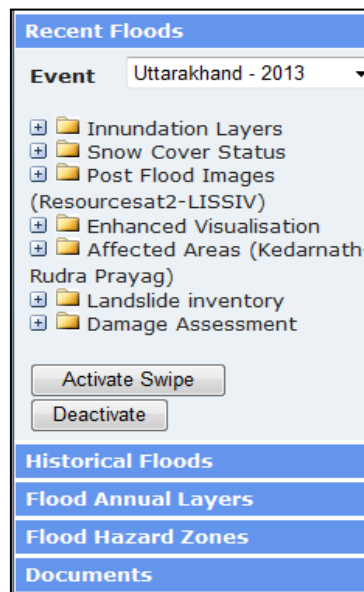 Recent Floods
Event Uttarakhand - 2013
Innundation Layers
Snow Cover Status
Post Flood Images
(Resourcesat2-LISSIV)
Enhanced Visualisation
Affected Areas (Kedarnath-
Rudra Prayag)
Landslide inventory
Damage Assessment
Activate Swipe
Deactivate
Historical Floods
Flood Annual Layers
Flood Hazard Zones
Documents